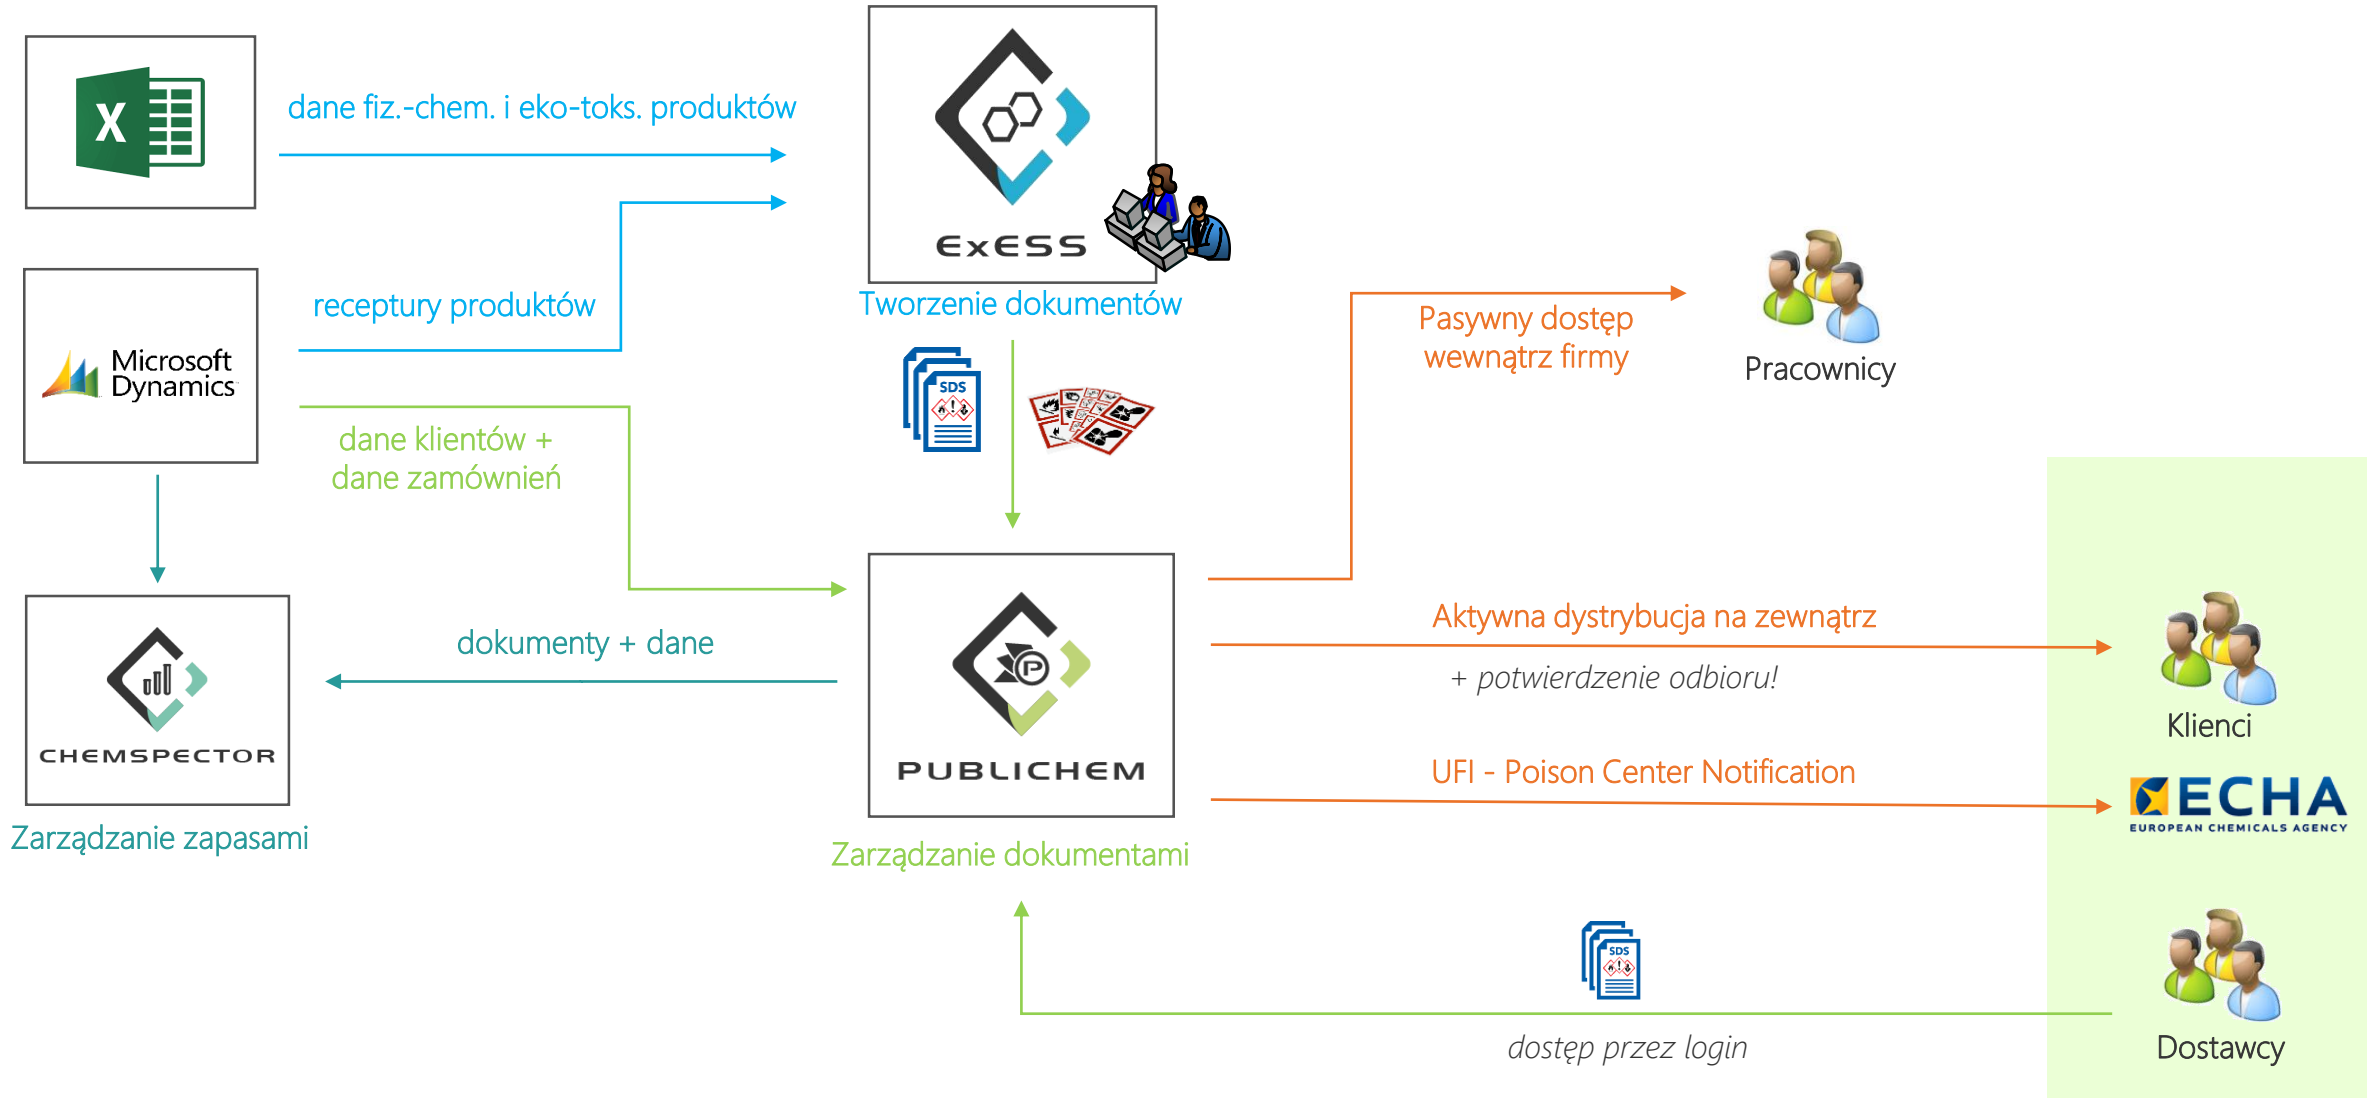 X
dane fiz.-chem. i eko-toks. produktów
ExESS
Tworzenie dokumentów
receptury produktów
Microsoft
Dynamics
dane klientów +
dane zamównień
SDS
Pasywny dostęp
wewnątrz firmy
Pracownicy
CHEMSPECTOR
Zarządzanie zapasami
dokumenty + dane
P
PUBLICHEM
Zarządzanie dokumentami
Aktywna dystrybucja na zewnątrz
+ potwierdzenie odbioru!
Klienci
UFI - Poison Center Notification
ECHA
EUROPEAN CHEMICALS AGENCY
SDS
dostęp przez login
Dostawcy